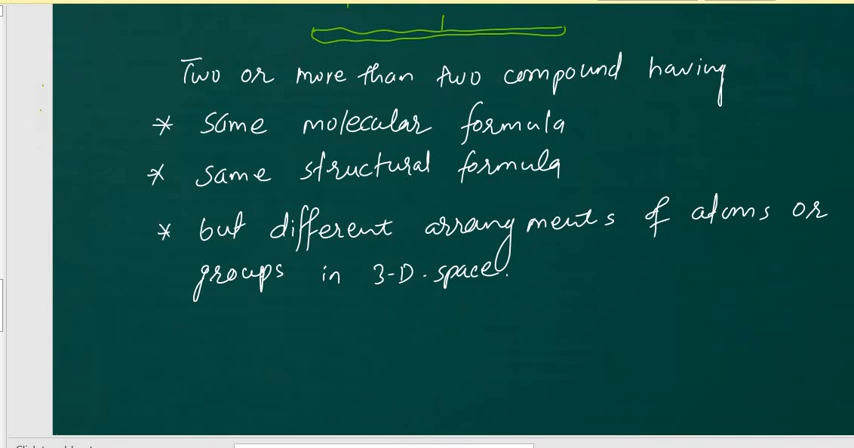 Two or more than two compound having
* same molecular formula
* same structural formula
* but different arrangments of atoms or
groups in 3-D. space.